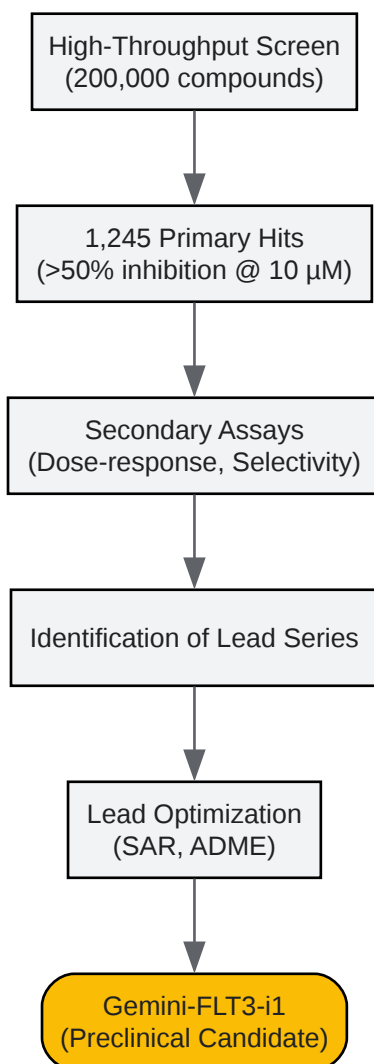 High-Throughput Screen
(200,000 compounds)
1,245 Primary Hits
(>50% inhibition @ 10 μM)
Secondary Assays
(Dose-response, Selectivity)
Identification of Lead Series
Lead Optimization
(SAR, ADME)
Gemini-FLT3-i1
(Preclinical Candidate)